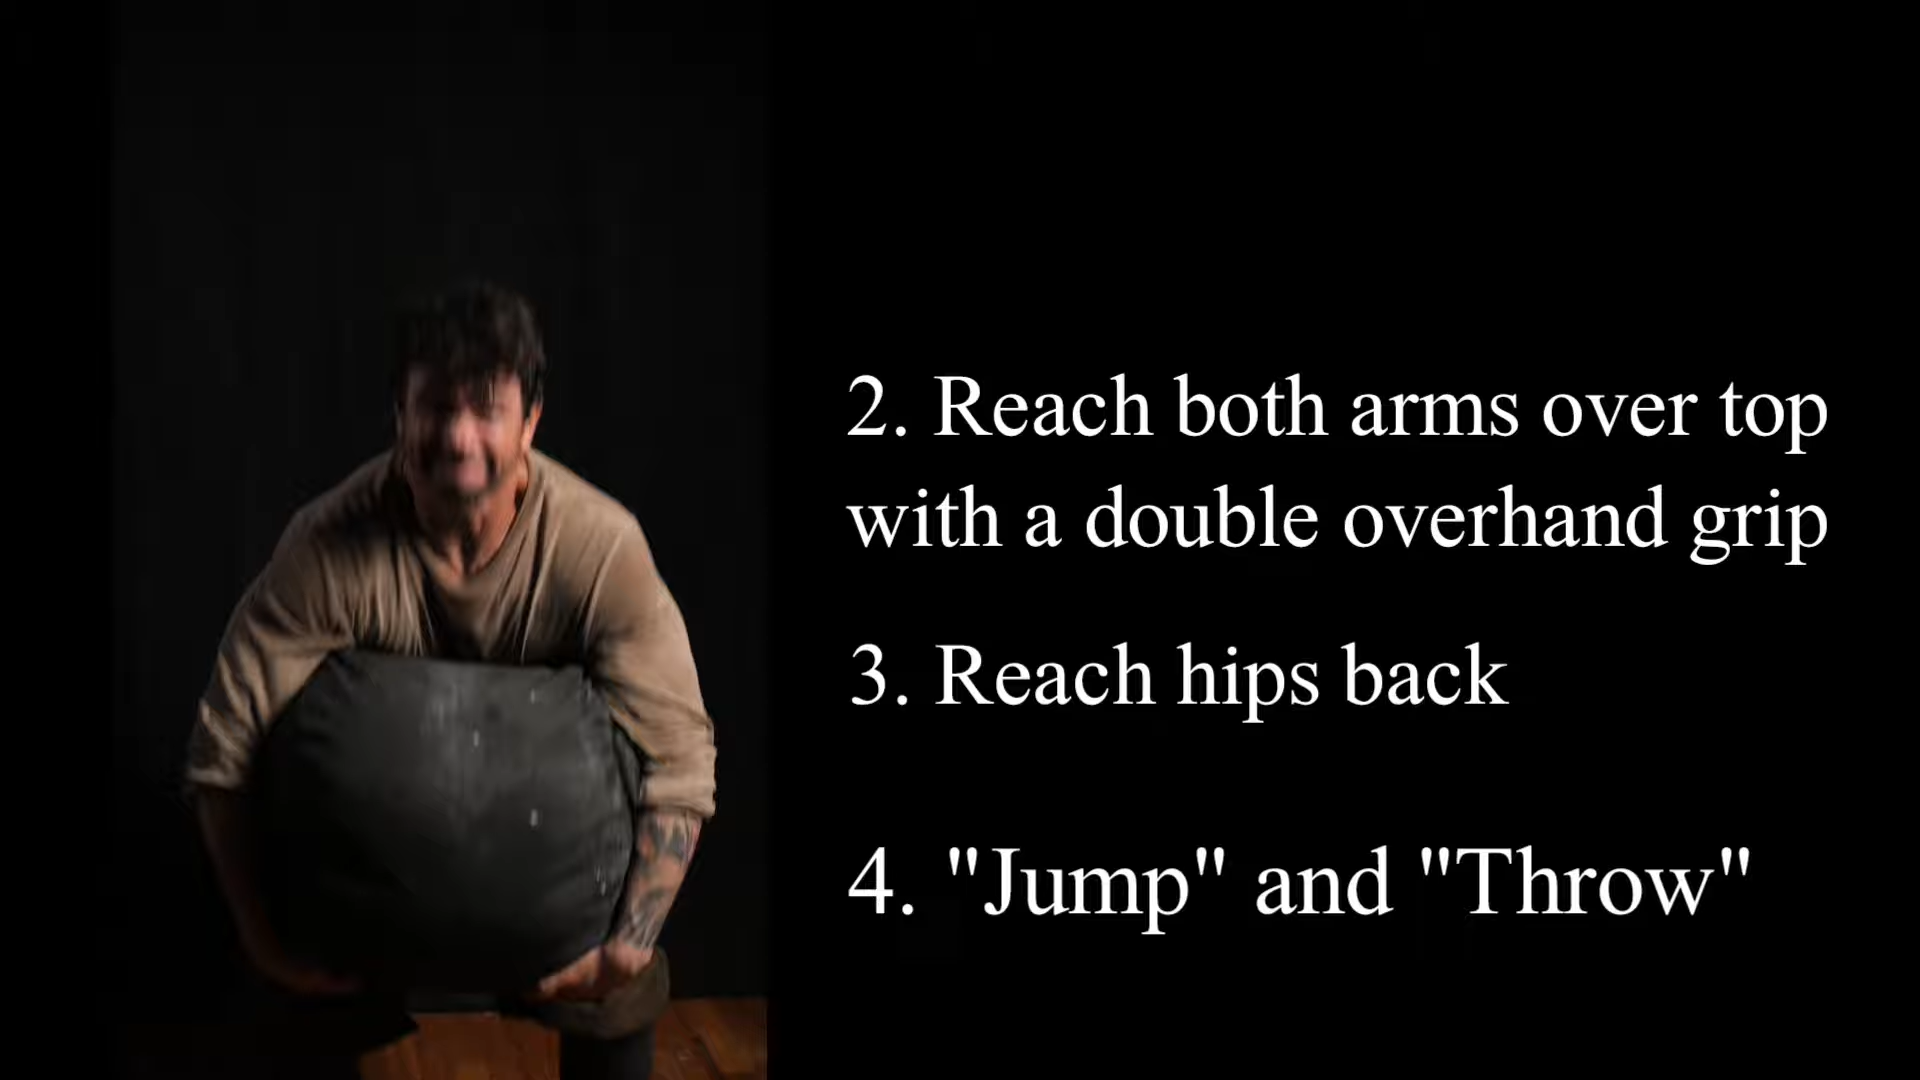 2. Reach both arms over top
with a double overhand grip
3. Reach hips back
4. "Jump" and "Throw"